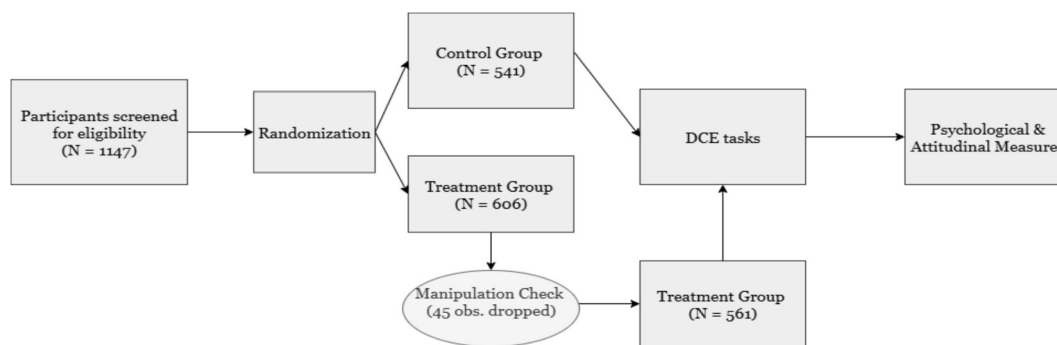 Participants screened
for eligibility
(N = 1147)
Randomization
Control Group
(N = 541)
Treatment Group
(N = 606)
Manipulation Check
(45 obs. dropped)
Treatment Group
(N = 561)
DCE tasks
Psychological &
Attitudinal Measure